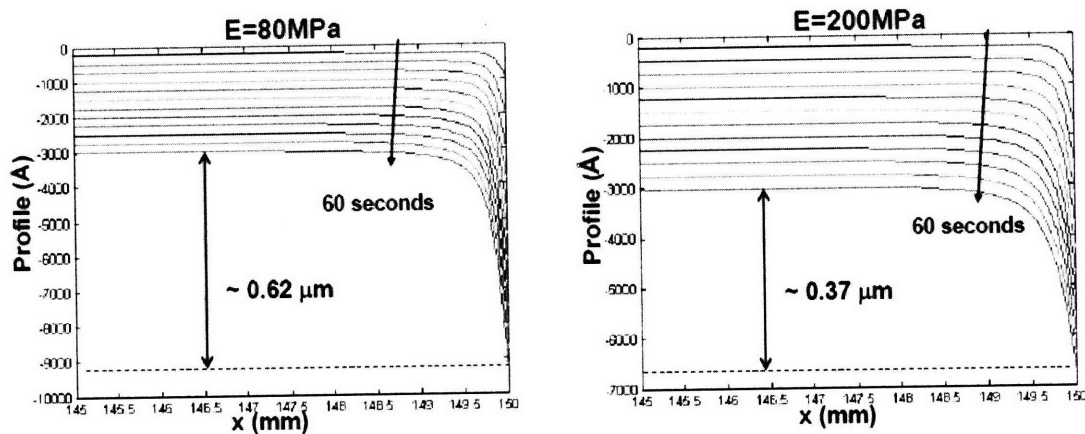 E=80MPa
0
-1000
-2000
-3000
-4000
-5000
-6000
-7000
-8000
-9000
-10000
Profile (Å)
60 seconds
~ 0.62 μm
145 145.5 146 146.5 147 147.5 148 148.5 149 149.5 150
x (mm)
E=200MPa
0
-1000
-2000
-3000
-4000
-5000
-6000
-7000
Profile (Å)
60 seconds
~ 0.37 μm
145 145.5 146 146.5 147 147.5 148 148.5 149 149.5 150
x (mm)